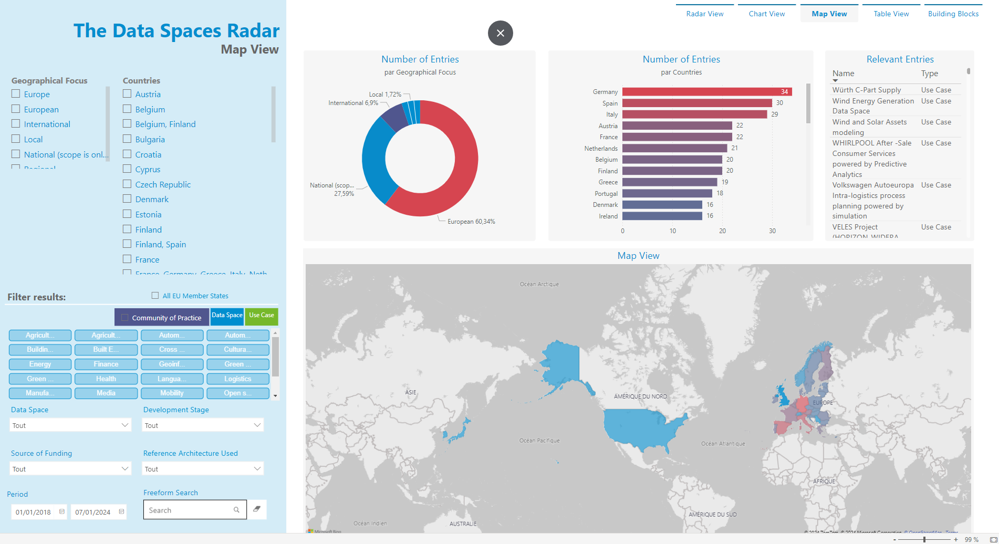 The Data Spaces Radar
Map View
Radar View
Chart View
Map View
Table View
Building Blocks
Geographical Focus
Europe
European
International
Local
National (scope is onl...
Regional
Countries
Austria
Belgium
Belgium, Finland
Bulgaria
Croatia
Cyprus
Czech Republic
Denmark
Estonia
Finland
Finland, Spain
France
France, Germany, Greece, Italy, Neth
Filter results:
All EU Member States
Community of Practice
Data Space
Use Case
Agricult...
Agricult...
Autom...
Autom...
Buildin...
Built E...
Cross ...
Cultura...
Energy
Finance
Geoinf...
Green ...
Green ...
Health
Langua...
Logistics
Manufa...
Media
Mobility
Open s...
Data Space
Tout
Development Stage
Tout
Source of Funding
Tout
Reference Architecture Used
Tout
Period
01/01/2018
07/01/2024
Freeform Search
Search
Number of Entries
par Geographical Focus
Local 1,72%
International 6,9%
National (scop...
27,59%
European 60,34%
Number of Entries
par Countries
Germany 34
Spain 30
Italy 29
Austria 22
France 22
Netherlands 21
Belgium 20
Finland 20
Greece 19
Portugal 18
Denmark 16
Ireland 16
0 10 20 30
Relevant Entries
Name Type
Würth C-Part Supply Use Case
Wind Energy Generation Use Case
Data Space
Wind and Solar Assets Use Case
modeling
WHIRLPOOL After -Sale Use Case
Consumer Services
powered by Predictive
Analytics
Volkswagen Autoeuropa Use Case
Intra-logistics process
planning powered by
simulation
VELES Project Use Case
(HORIZON-WIDERA
Map View
Océan Arctique
ASIE
AMÉRIQUE DU NORD
EUROPE
Océan Pacifique
Océan Atlantique
AFRIQUE
AMÉRIQUE DU SUD
Océan Indien
AUSTRALIE
Microsoft Bing
© 2024 TomTom, © 2024 Microsoft Corporation, © OpenStreetMap Terms
- + 99 %